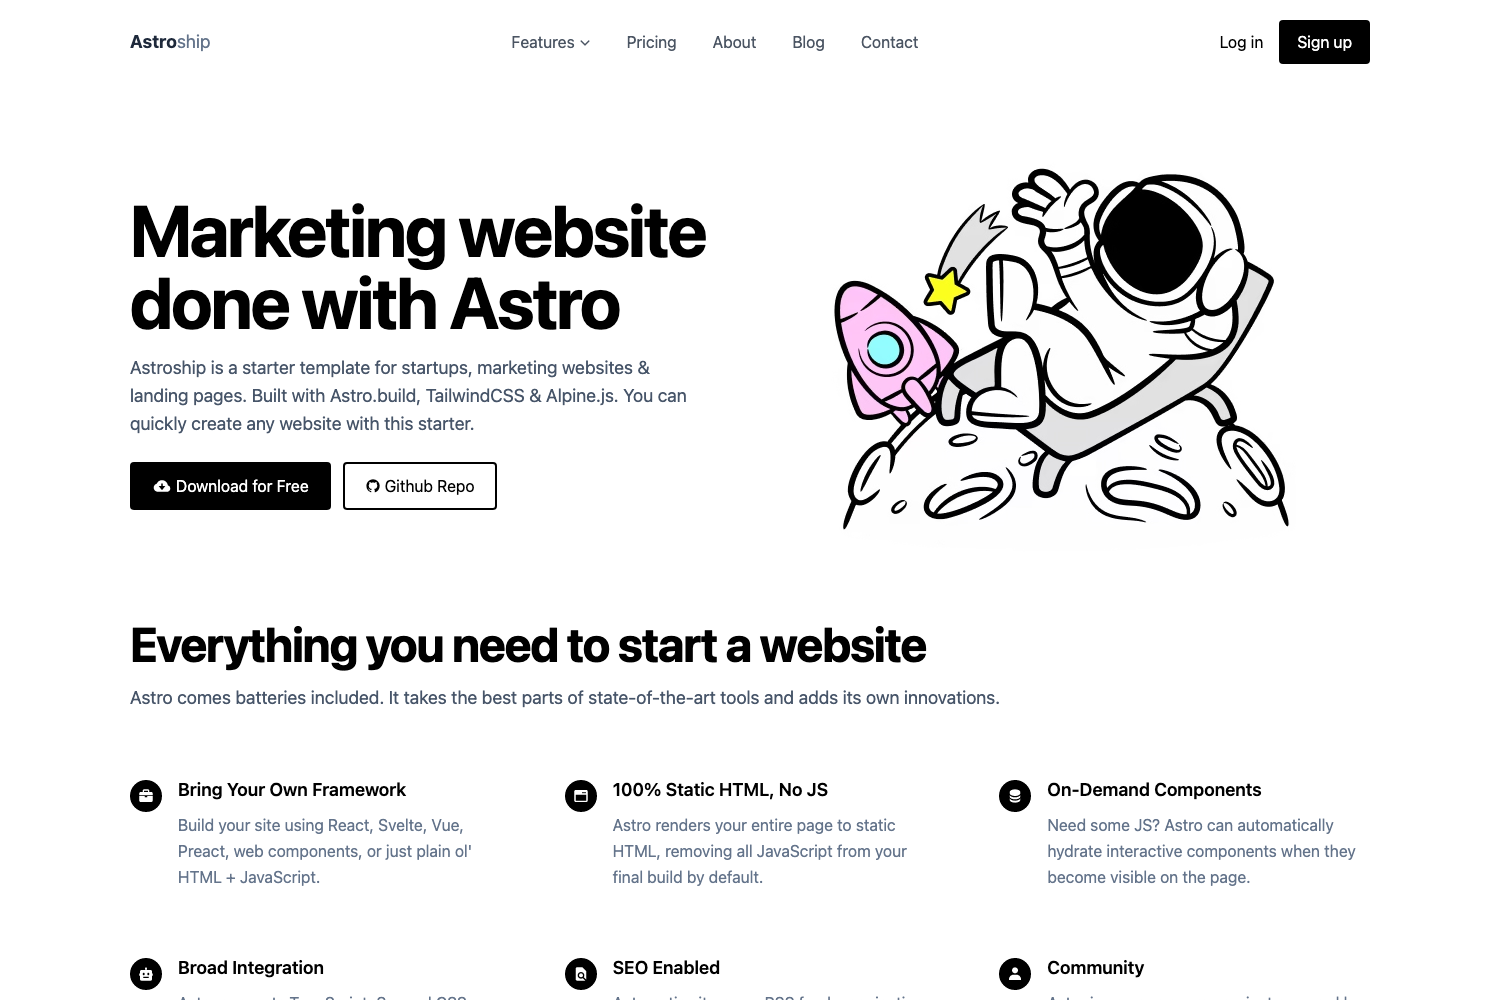 Astroship
Features
Pricing
About
Blog
Contact
Log in
Sign up
Marketing website
done with Astro
Astroship is a starter template for startups, marketing websites &
landing pages. Built with Astro.build, TailwindCSS & Alpine.js. You can
quickly create any website with this starter.
Download for Free
Github Repo
Everything you need to start a website
Astro comes batteries included. It takes the best parts of state-of-the-art tools and adds its own innovations.
Bring Your Own Framework
Build your site using React, Svelte, Vue,
Preact, web components, or just plain ol'
HTML + JavaScript.
100% Static HTML, No JS
Astro renders your entire page to static
HTML, removing all JavaScript from your
final build by default.
On-Demand Components
Need some JS? Astro can automatically
hydrate interactive components when they
become visible on the page.
Broad Integration
SEO Enabled
Community